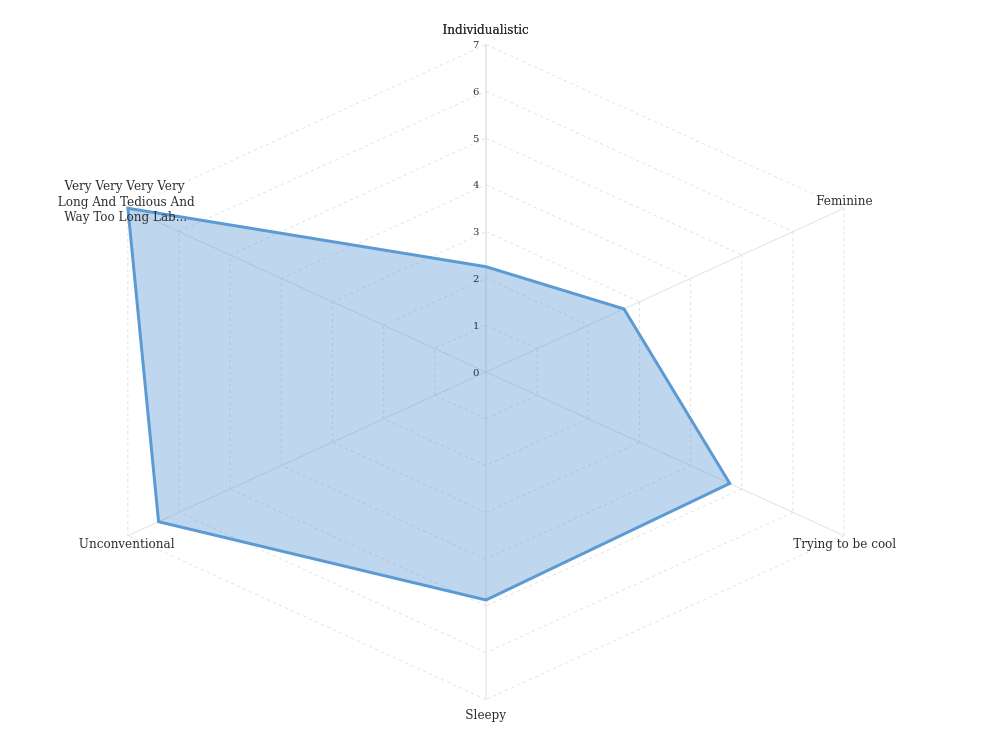 Individualistic
7
6
5
4
3
2
1
0
Feminine
Trying to be cool
Sleepy
Unconventional
Very Very Very Very
Long And Tedious And
Way Too Long Lab...